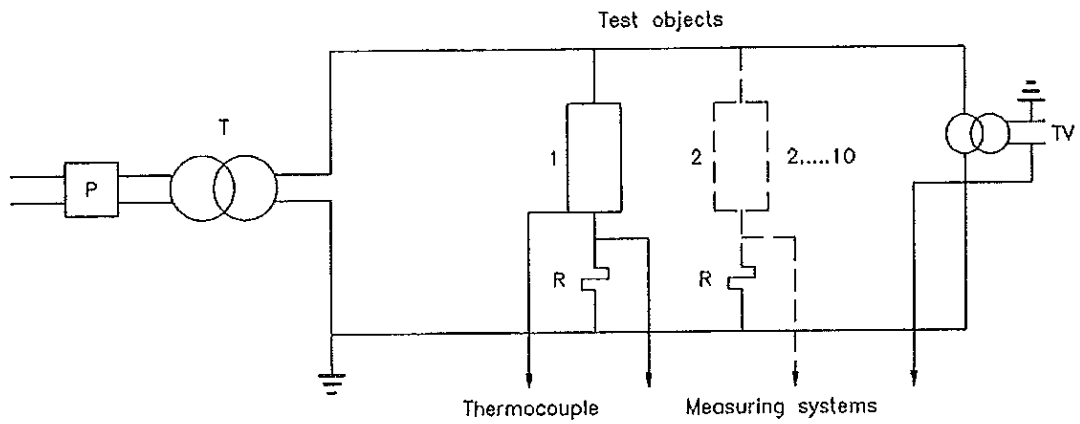 Test objects
T
P
1
2
2,....10
TV
R
R
Thermocouple
Measuring systems